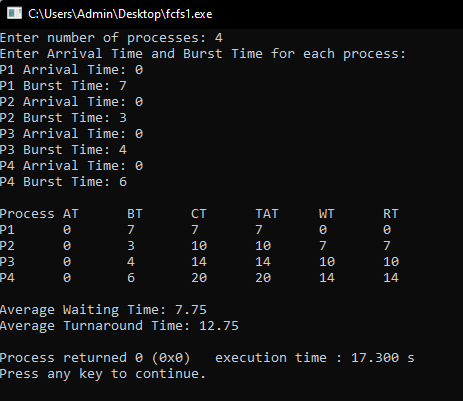 C:\Users\Admin\Desktop\fcfs1.exe
Enter number of processes: 4
Enter Arrival Time and Burst Time for each process:
P1 Arrival Time: 0
P1 Burst Time: 7
P2 Arrival Time: 0
P2 Burst Time: 3
P3 Arrival Time: 0
P3 Burst Time: 4
P4 Arrival Time: 0
P4 Burst Time: 6
Process AT      BT      CT      TAT     WT      RT
P1      0       7       7       7       0       0
P2      0       3       10      10      7       7
P3      0       4       14      14      10      10
P4      0       6       20      20      14      14
Average Waiting Time: 7.75
Average Turnaround Time: 12.75
Process returned 0 (0x0)   execution time : 17.300 s
Press any key to continue.